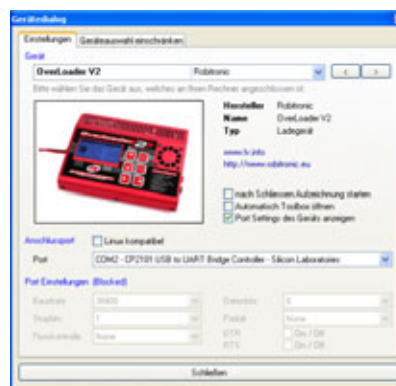 Gerätedialog
Einstellungen Geräteauswahl einschränken
Gerät
OverLoader V2 Robitronic < >
Bitte wählen Sie das Gerät aus, welches an Ihren Rechner angeschlossen ist.
Hersteller Robitronic
Name OverLoader V2
Typ Ladegerät
http://www.robitronic.eu
nach Schliessen Aufzeichnung starten
Automatisch Toolbox öffnen
Port Settings des Geräts anzeigen
Anschlussport Linux kompatibel
Port COM2 - CP2101 USB to UART Bridge Controller - Silicon Laboratories
Port Einstellungen (Blocked)
Baudrate 38400 Datenbits 8
Stopbits 1 Parität None
Flusskontrolle None DTR On / Off
RTS On / Off
Schließen